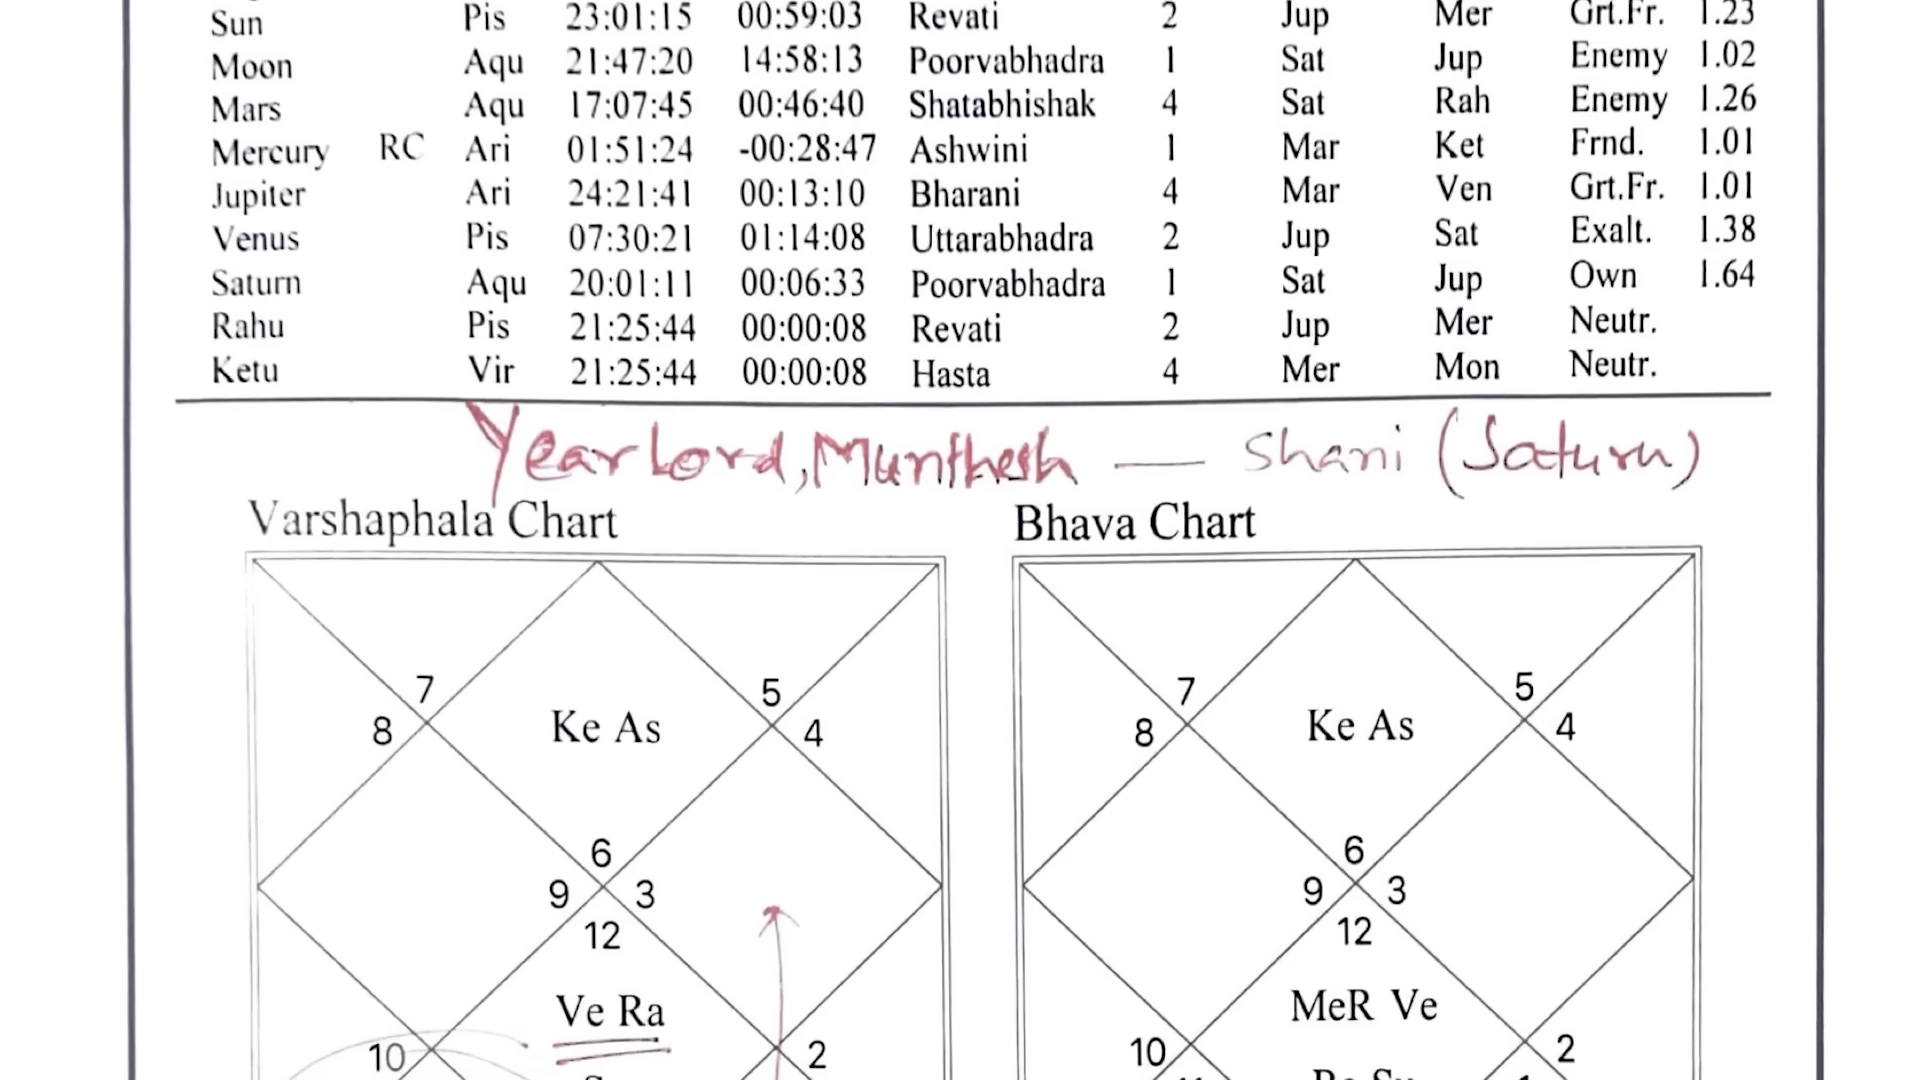 Sun Pis 23:01:15 00:59:03 Revati 2 Jup Mer Grt.Fr. 1.23
Moon Aqu 21:47:20 14:58:13 Poorvabhadra 1 Sat Jup Enemy 1.02
Mars Aqu 17:07:45 00:46:40 Shatabhishak 4 Sat Rah Enemy 1.26
Mercury RC Ari 01:51:24 -00:28:47 Ashwini 1 Mar Ket Frnd. 1.01
Jupiter Ari 24:21:41 00:13:10 Bharani 4 Mar Ven Grt.Fr. 1.01
Venus Pis 07:30:21 01:14:08 Uttarabhadra 2 Jup Sat Exalt. 1.38
Saturn Aqu 20:01:11 00:06:33 Poorvabhadra 1 Sat Jup Own 1.64
Rahu Pis 21:25:44 00:00:08 Revati 2 Jup Mer Neutr.
Ketu Vir 21:25:44 00:00:08 Hasta 4 Mer Mon Neutr.
Year Lord, Munthesh — Shani (Saturn)
Varshaphala Chart
7 5
8 Ke As 4
6
9 3
12
Ve Ra
10 2
Bhava Chart
7 5
8 Ke As 4
6
9 3
12
MeR Ve
10 2